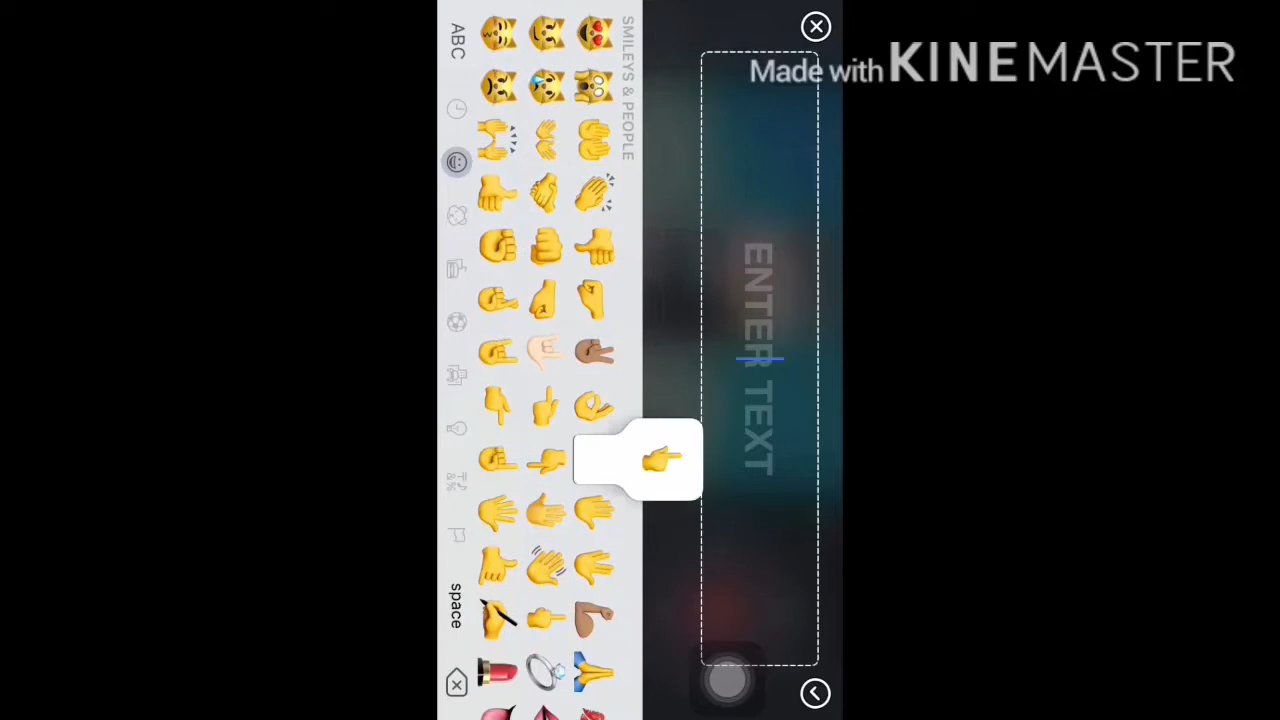 Made with KINEMASTER
ENTER TEXT
SMILEYS & PEOPLE
ABC
space